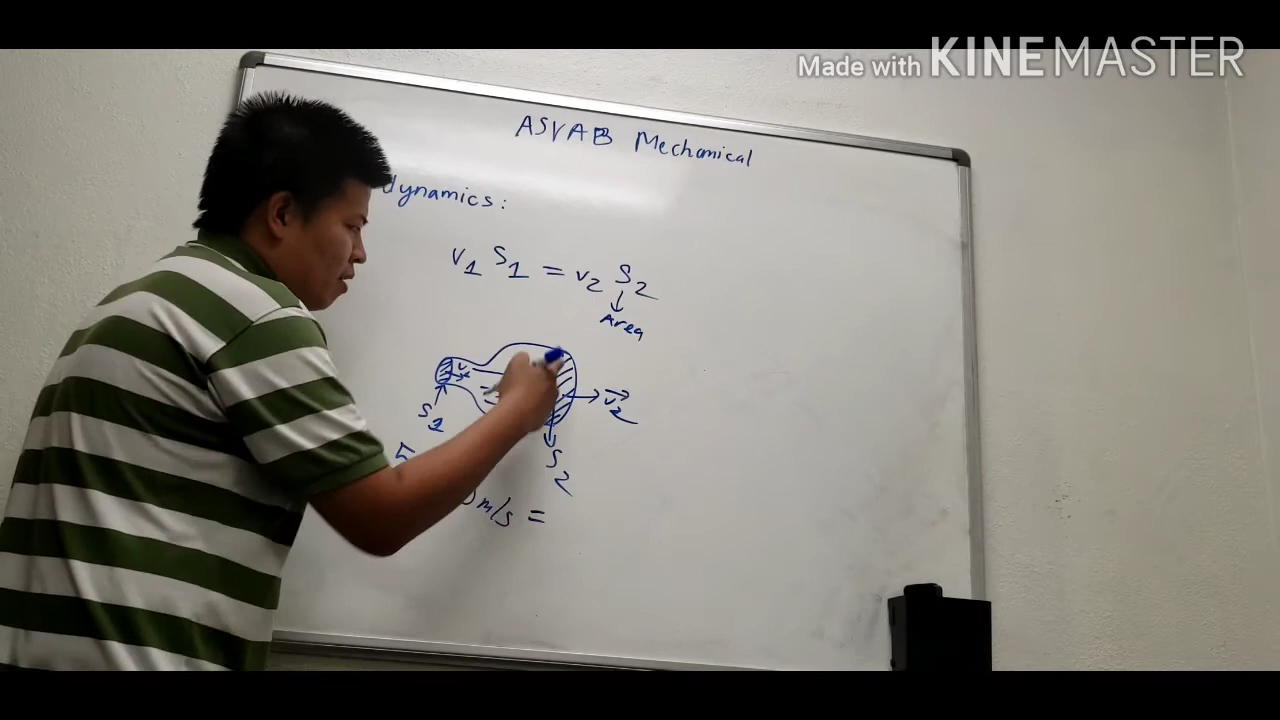 Made with KINEMASTER
ASVAB Mechanical
dynamics:
v1 S1 = v2 S2
Area
v
S1
v2
S2
m/s =